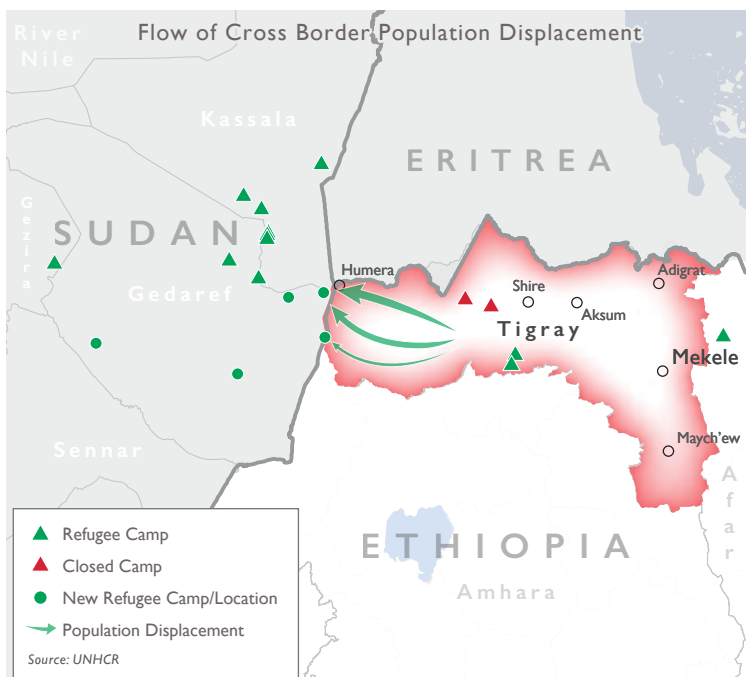 Flow of Cross Border Population Displacement
River
Nile
Kassala
ERITREA
Gezira
SUDAN
Humera
Adigrat
Gedaref
Shire
Aksum
Tigray
Mekele
Maych'ew
Sennar
Afar
ETHIOPIA
Amhara
Refugee Camp
Closed Camp
New Refugee Camp/Location
Population Displacement
Source: UNHCR